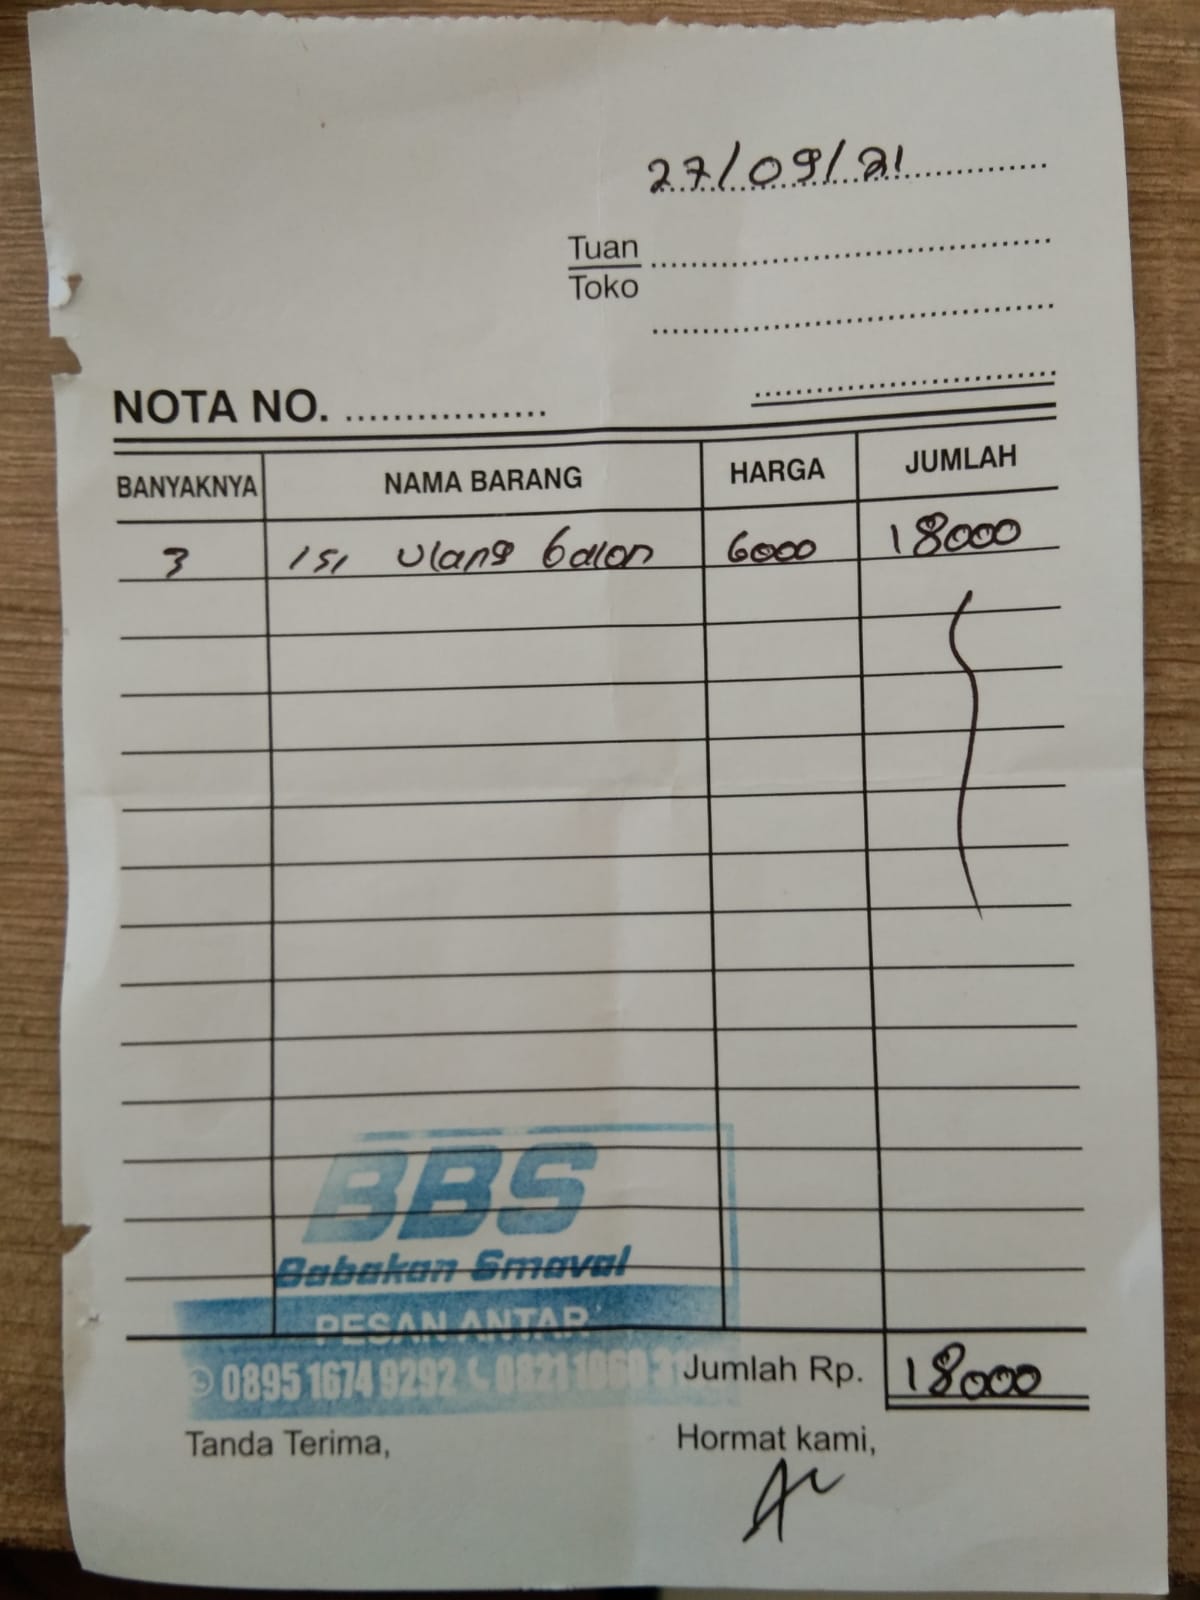 27/09/21
Tuan
Toko
NOTA NO.
BANYAKNYA NAMA BARANG HARGA JUMLAH
3 Isi Ulang Galon 6000 18000
BBS
Babakan Smaval
PESAN ANTAR
0895 1674 9292 0821
Jumlah Rp. 18000
Tanda Terima, Hormat kami,